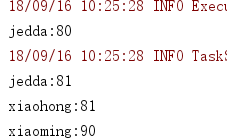 18/09/16 10:25:28 INFO Execu
jedda:80
18/09/16 10:25:28 INFO TaskS
jedda:81
xiaohong:81
xiaoming:90